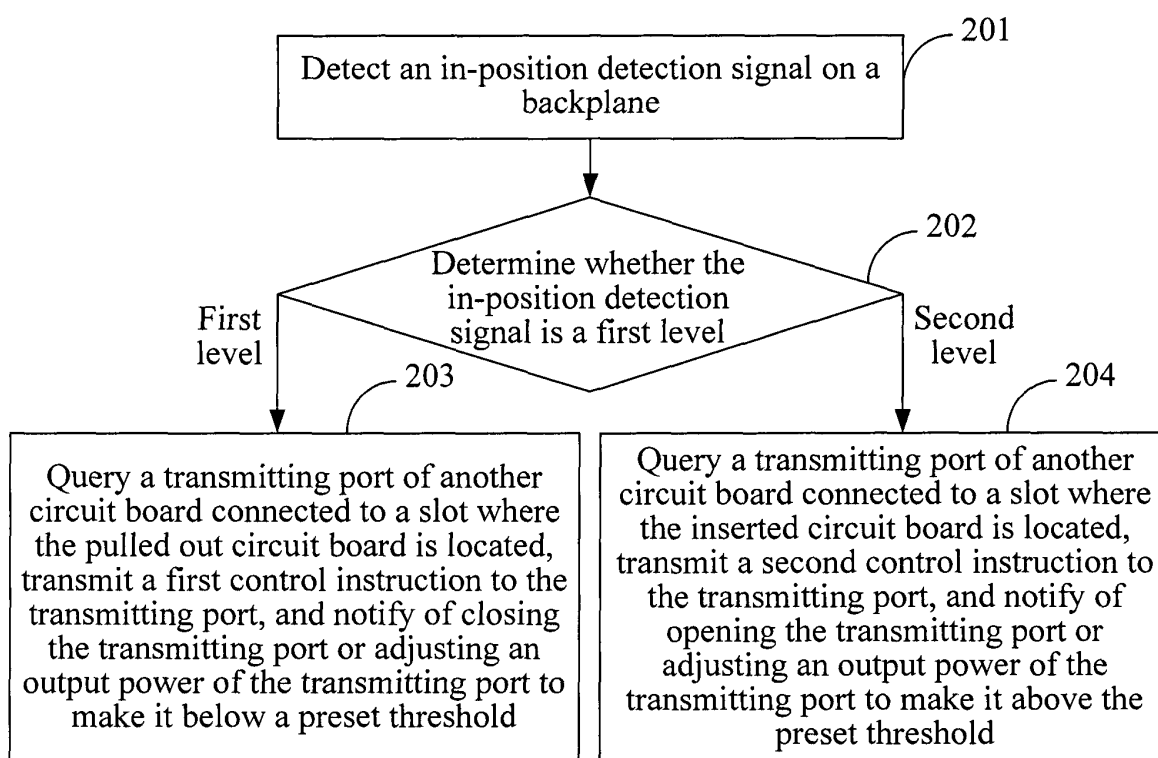 201
Detect an in-position detection signal on a
backplane
202
Determine whether the
in-position detection
signal is a first level
First
level
Second
level
203
Query a transmitting port of another
circuit board connected to a slot where
the pulled out circuit board is located,
transmit a first control instruction to the
transmitting port, and notify of closing
the transmitting port or adjusting an
output power of the transmitting port to
make it below a preset threshold
204
Query a transmitting port of another
circuit board connected to a slot where
the inserted circuit board is located,
transmit a second control instruction to
the transmitting port, and notify of
opening the transmitting port or
adjusting an output power of the
transmitting port to make it above the
preset threshold